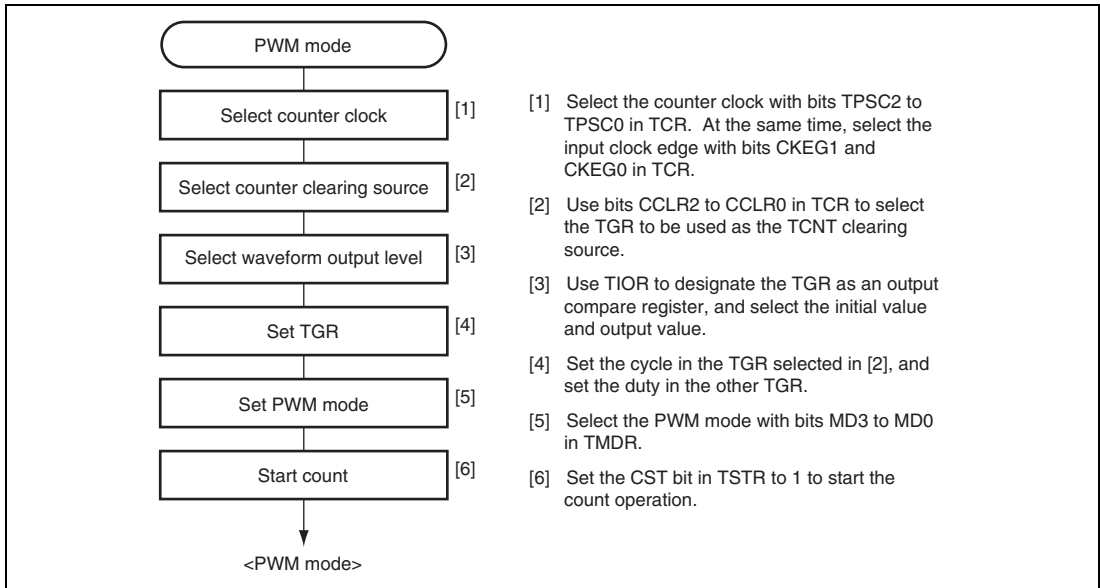 PWM mode
Select counter clock
[1]
Select counter clearing source
[2]
Select waveform output level
[3]
Set TGR
[4]
Set PWM mode
[5]
Start count
[6]
<PWM mode>
[1] Select the counter clock with bits TPSC2 to
TPSC0 in TCR. At the same time, select the
input clock edge with bits CKEG1 and
CKEG0 in TCR.
[2] Use bits CCLR2 to CCLR0 in TCR to select
the TGR to be used as the TCNT clearing
source.
[3] Use TIOR to designate the TGR as an output
compare register, and select the initial value
and output value.
[4] Set the cycle in the TGR selected in [2], and
set the duty in the other TGR.
[5] Select the PWM mode with bits MD3 to MD0
in TMDR.
[6] Set the CST bit in TSTR to 1 to start the
count operation.